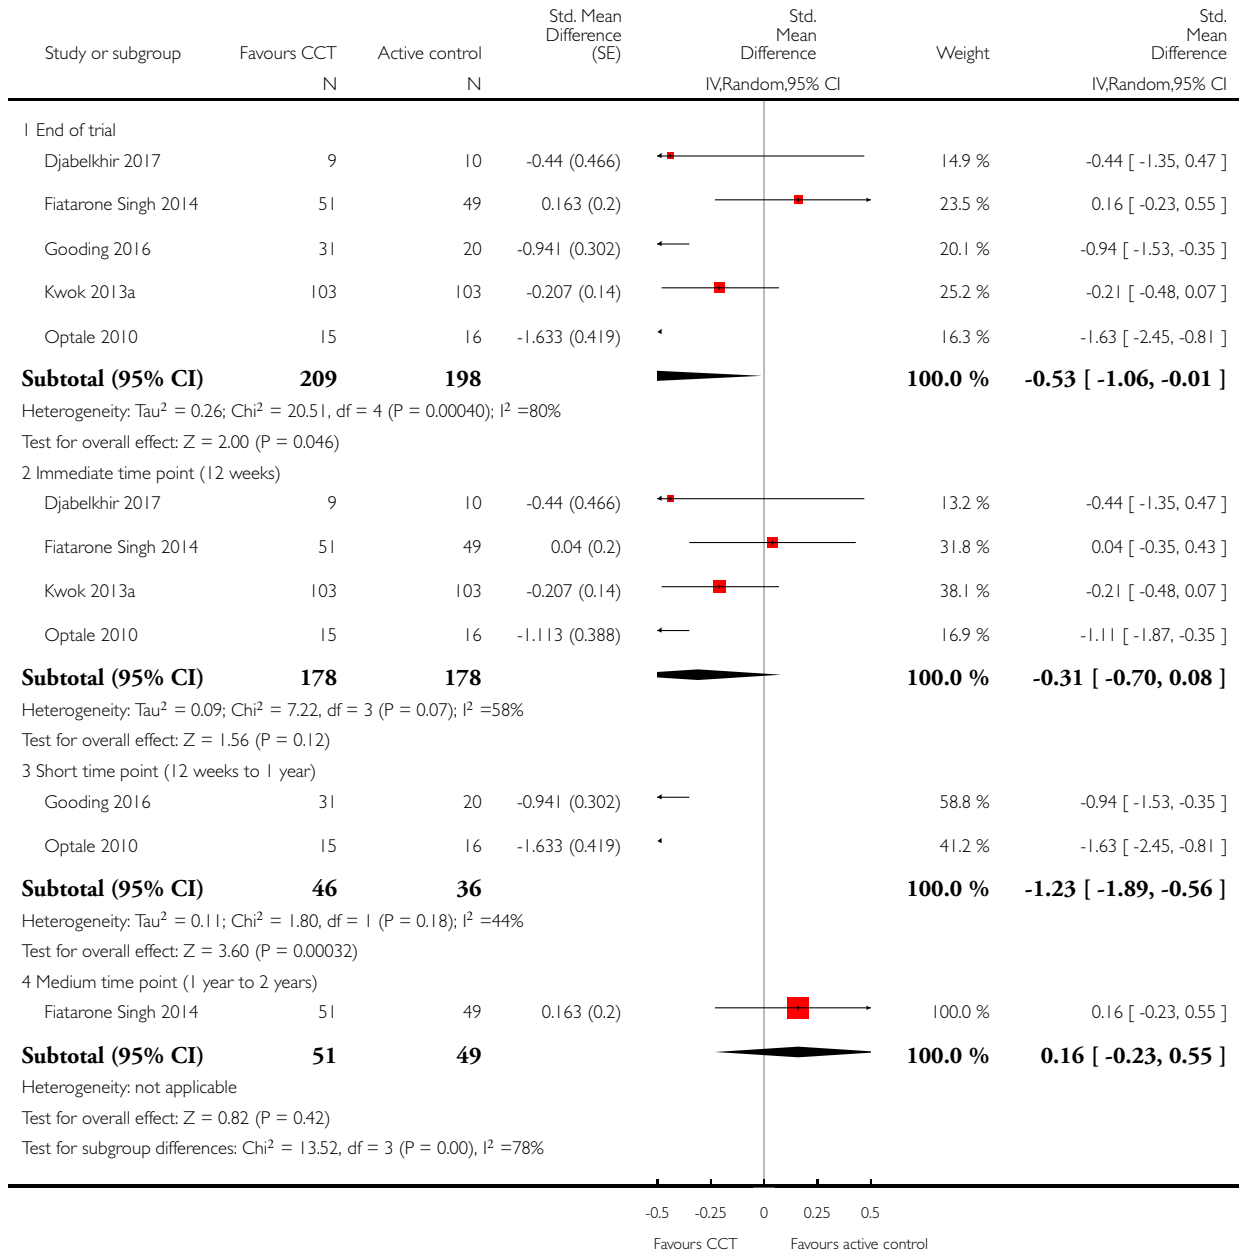 Study or subgroup Favours CCT Active control Std. Mean Difference (SE) Std. Mean Difference Weight Std. Mean Difference
N N IV,Random,95% CI IV,Random,95% CI
1 End of trial
Djabelkhir 2017 9 10 -0.44 (0.466) 14.9 % -0.44 [ -1.35, 0.47 ]
Fiatarone Singh 2014 51 49 0.163 (0.2) 23.5 % 0.16 [ -0.23, 0.55 ]
Gooding 2016 31 20 -0.941 (0.302) 20.1 % -0.94 [ -1.53, -0.35 ]
Kwok 2013a 103 103 -0.207 (0.14) 25.2 % -0.21 [ -0.48, 0.07 ]
Optale 2010 15 16 -1.633 (0.419) 16.3 % -1.63 [ -2.45, -0.81 ]
Subtotal (95% CI) 209 198 100.0 % -0.53 [ -1.06, -0.01 ]
Heterogeneity: Tau² = 0.26; Chi² = 20.51, df = 4 (P = 0.00040); I² =80%
Test for overall effect: Z = 2.00 (P = 0.046)
2 Immediate time point (12 weeks)
Djabelkhir 2017 9 10 -0.44 (0.466) 13.2 % -0.44 [ -1.35, 0.47 ]
Fiatarone Singh 2014 51 49 0.04 (0.2) 31.8 % 0.04 [ -0.35, 0.43 ]
Kwok 2013a 103 103 -0.207 (0.14) 38.1 % -0.21 [ -0.48, 0.07 ]
Optale 2010 15 16 -1.113 (0.388) 16.9 % -1.11 [ -1.87, -0.35 ]
Subtotal (95% CI) 178 178 100.0 % -0.31 [ -0.70, 0.08 ]
Heterogeneity: Tau² = 0.09; Chi² = 7.22, df = 3 (P = 0.07); I² =58%
Test for overall effect: Z = 1.56 (P = 0.12)
3 Short time point (12 weeks to 1 year)
Gooding 2016 31 20 -0.941 (0.302) 58.8 % -0.94 [ -1.53, -0.35 ]
Optale 2010 15 16 -1.633 (0.419) 41.2 % -1.63 [ -2.45, -0.81 ]
Subtotal (95% CI) 46 36 100.0 % -1.23 [ -1.89, -0.56 ]
Heterogeneity: Tau² = 0.11; Chi² = 1.80, df = 1 (P = 0.18); I² =44%
Test for overall effect: Z = 3.60 (P = 0.00032)
4 Medium time point (1 year to 2 years)
Fiatarone Singh 2014 51 49 0.163 (0.2) 100.0 % 0.16 [ -0.23, 0.55 ]
Subtotal (95% CI) 51 49 100.0 % 0.16 [ -0.23, 0.55 ]
Heterogeneity: not applicable
Test for overall effect: Z = 0.82 (P = 0.42)
Test for subgroup differences: Chi² = 13.52, df = 3 (P = 0.00), I² =78%
-0.5 -0.25 0 0.25 0.5
Favours CCT Favours active control